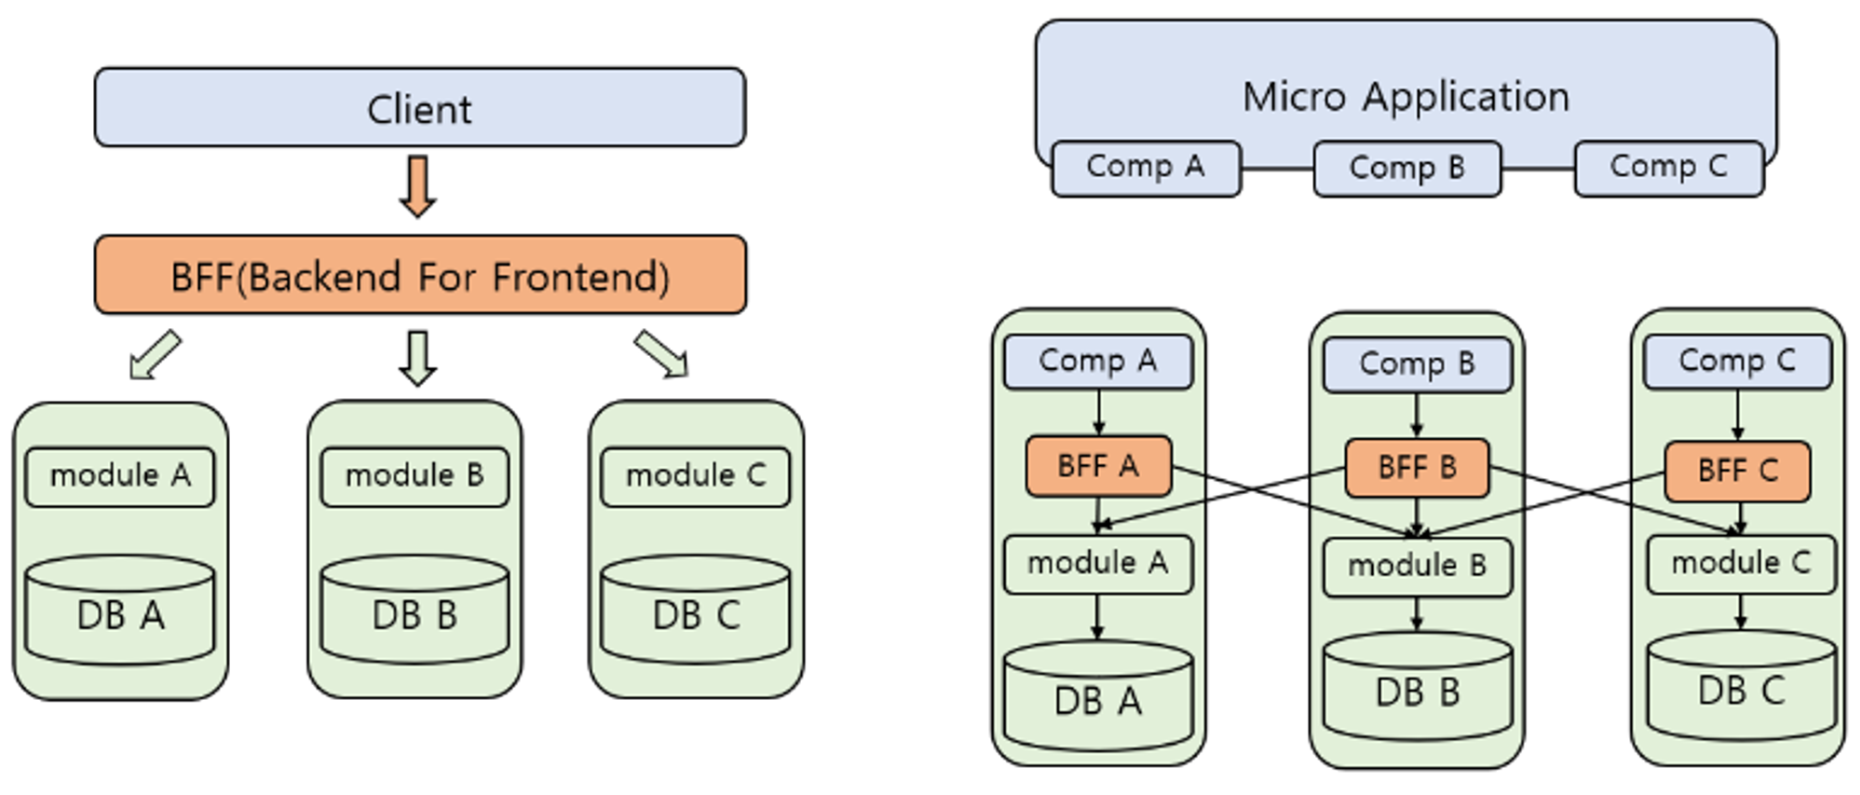 Client
BFF(Backend For Frontend)
module A
module B
module C
DB A
DB B
DB C
Micro Application
Comp A
Comp B
Comp C
Comp A
Comp B
Comp C
BFF A
BFF B
BFF C
module A
module B
module C
DB A
DB B
DB C